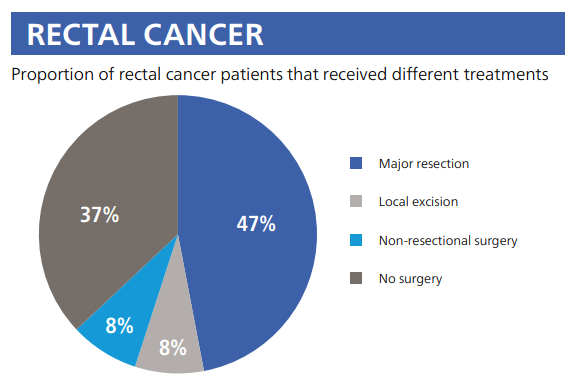 RECTAL CANCER
Proportion of rectal cancer patients that received different treatments
37%
47%
8%
8%
Major resection
Local excision
Non-resectional surgery
No surgery